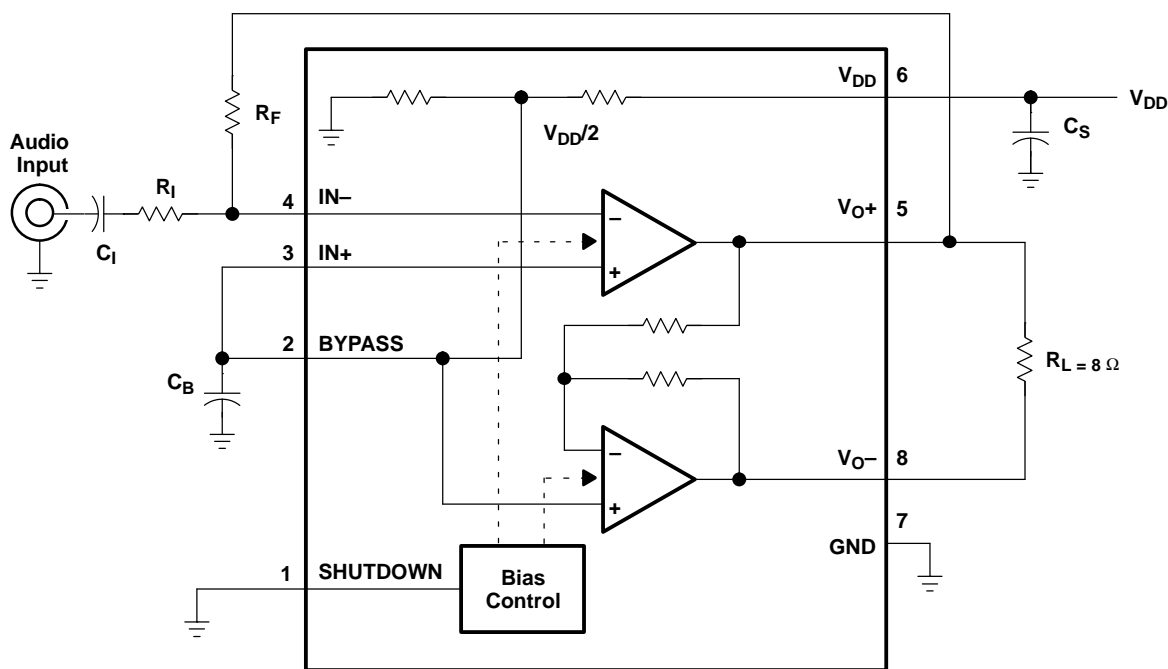 V_DD 6
R_F
V_DD/2
C_S
V_DD
Audio
Input
R_I
C_I
4 IN–
–
V_O+ 5
3 IN+
+
2 BYPASS
C_B
R_L = 8 Ω
–
V_O– 8
+
7
GND
1 SHUTDOWN
Bias
Control